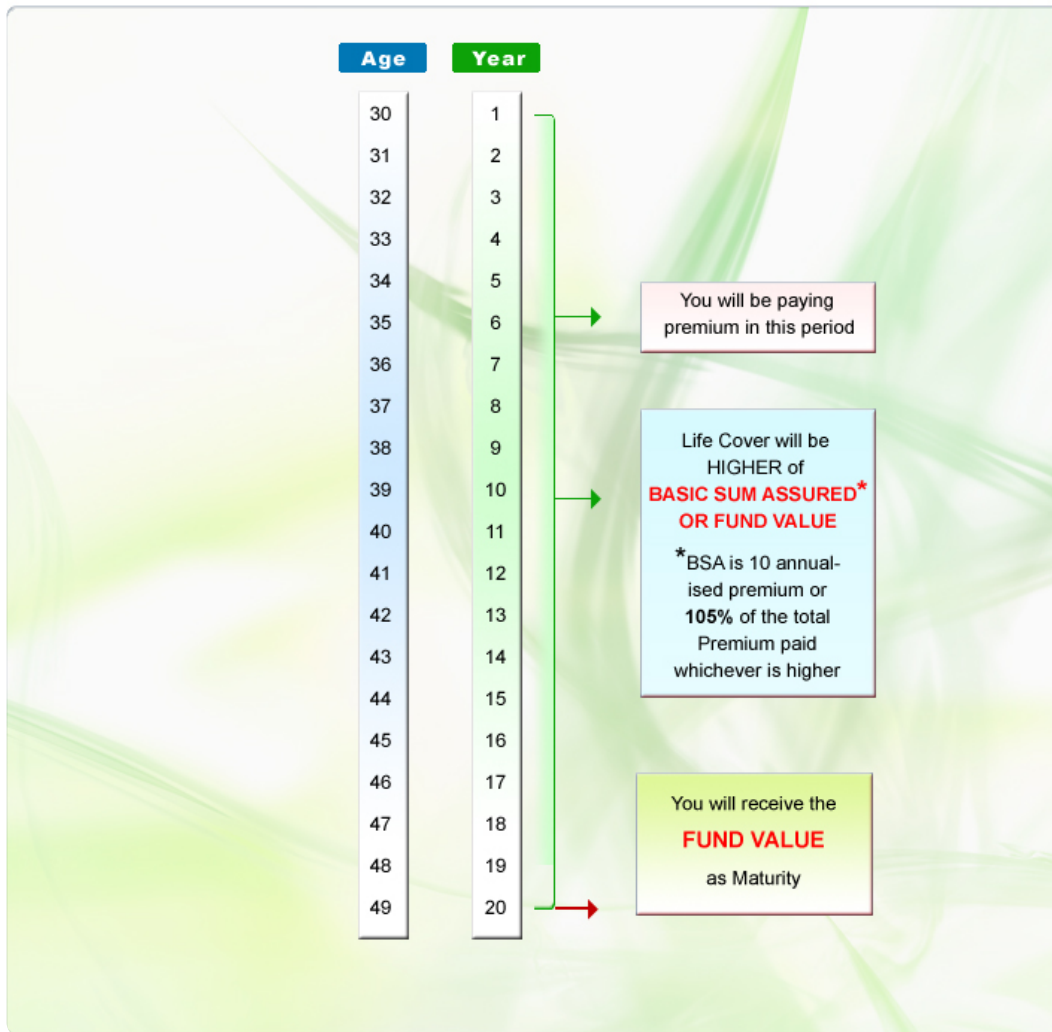 Age Year
30 1
31 2
32 3
33 4
34 5
35 6
36 7
37 8
38 9
39 10
40 11
41 12
42 13
43 14
44 15
45 16
46 17
47 18
48 19
49 20
You will be paying
premium in this period
Life Cover will be
HIGHER of
BASIC SUM ASSURED*
OR FUND VALUE
*BSA is 10 annual-
ised premium or
105% of the total
Premium paid
whichever is higher
You will receive the
FUND VALUE
as Maturity